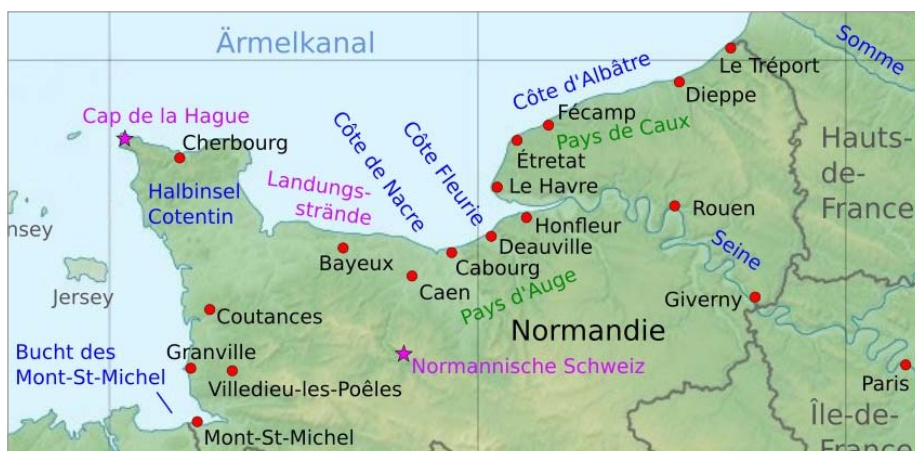 Ärmelkanal
Somme
Le Tréport
Côte d'Albâtre
Dieppe
Cap de la Hague
Fécamp
Pays de Caux
Cherbourg
Étretat
Hauts-
de-
France
Côte de Nacre
Côte Fleurie
Halbinsel
Cotentin
Landungs-
strände
Le Havre
Rouen
Honfleur
nsey
Deauville
Seine
Bayeux
Cabourg
Caen
Pays d'Auge
Jersey
Giverny
Coutances
Normandie
Bucht des
Mont-St-Michel
Granville
Normannische Schweiz
Villedieu-les-Poêles
Paris
Île-de-
France
Mont-St-Michel